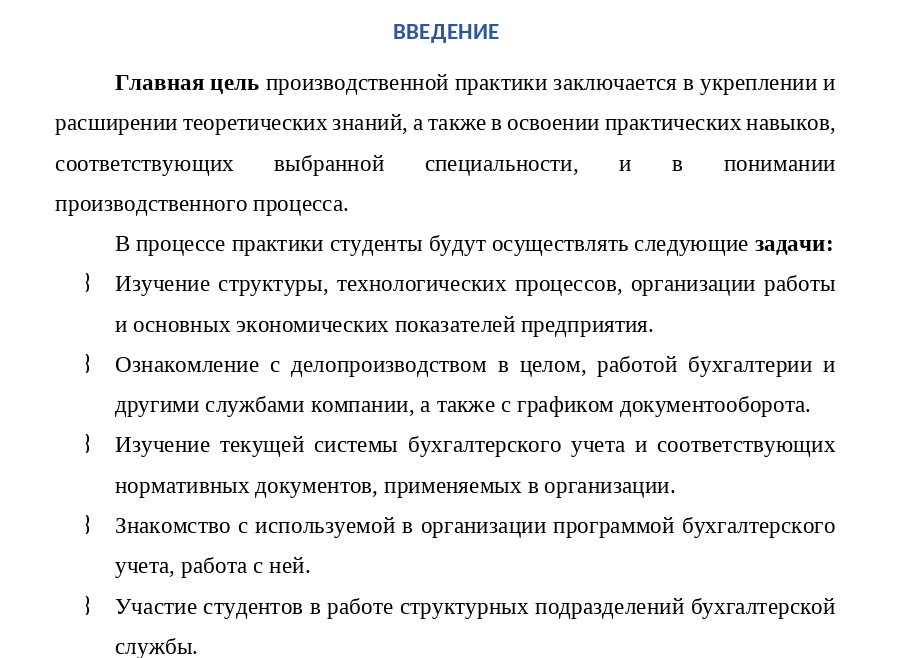 ВВЕДЕНИЕ
Главная цель производственной практики заключается в укреплении и
расширении теоретических знаний, а также в освоении практических навыков,
соответствующих выбранной специальности, и в понимании
производственного процесса.
В процессе практики студенты будут осуществлять следующие задачи:
⌇ Изучение структуры, технологических процессов, организации работы
и основных экономических показателей предприятия.
⌇ Ознакомление с делопроизводством в целом, работой бухгалтерии и
другими службами компании, а также с графиком документооборота.
⌇ Изучение текущей системы бухгалтерского учета и соответствующих
нормативных документов, применяемых в организации.
⌇ Знакомство с используемой в организации программой бухгалтерского
учета, работа с ней.
⌇ Участие студентов в работе структурных подразделений бухгалтерской
службы.